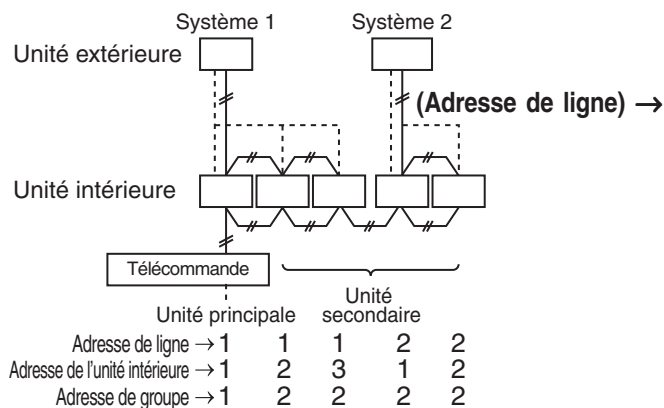 Système 1 Système 2
Unité extérieure
(Adresse de ligne) →
Unité intérieure
Télécommande
Unité principale Unité secondaire
Adresse de ligne → 1 1 1 2 2
Adresse de l'unité intérieure → 1 2 3 1 2
Adresse de groupe → 1 2 2 2 2